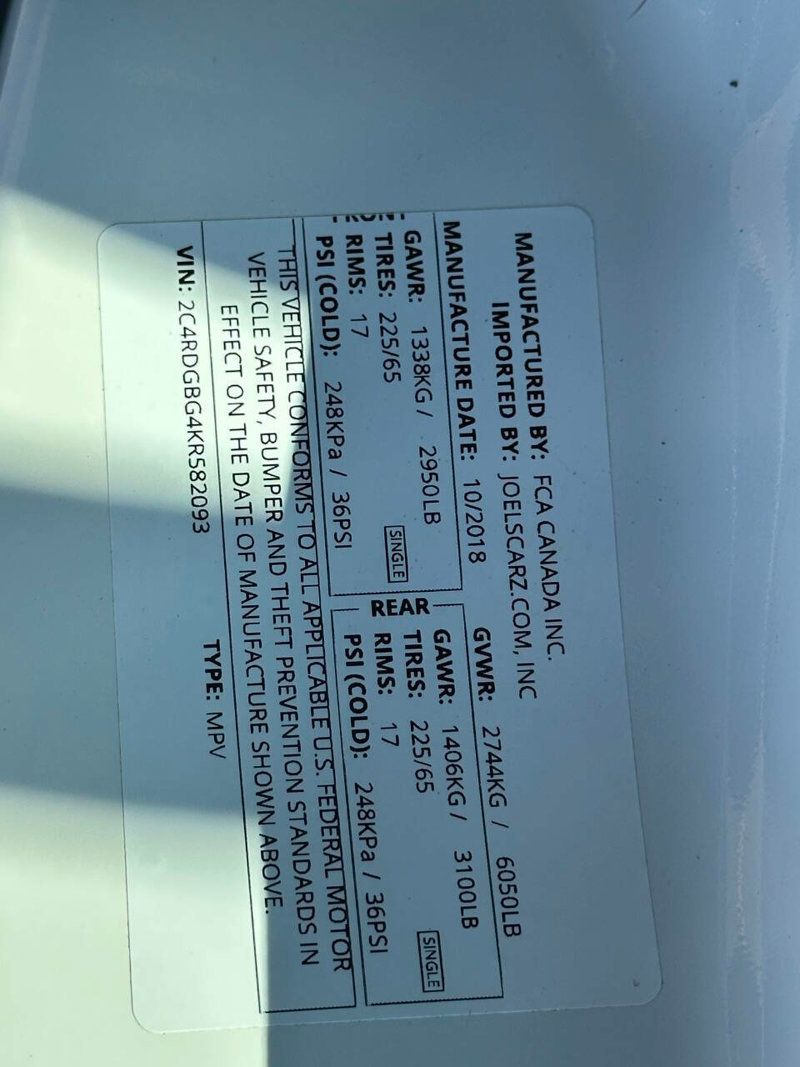 MANUFACTURED BY: FCA CANADA INC.
IMPORTED BY: JOELSCARZ.COM, INC
MANUFACTURE DATE: 10/2018 GVWR: 2744KG / 6050LB
GAWR: 1338KG / 2950LB
TIRES: 225/65 SINGLE
RIMS: 17
PSI (COLD): 248KPa / 36PSI
REAR
GAWR: 1406KG / 3100LB
TIRES: 225/65 SINGLE
RIMS: 17
PSI (COLD): 248KPa / 36PSI
THIS VEHICLE CONFORMS TO ALL APPLICABLE U.S. FEDERAL MOTOR
VEHICLE SAFETY, BUMPER AND THEFT PREVENTION STANDARDS IN
EFFECT ON THE DATE OF MANUFACTURE SHOWN ABOVE.
VIN: 2C4RDGBG4KR582093 TYPE: MPV